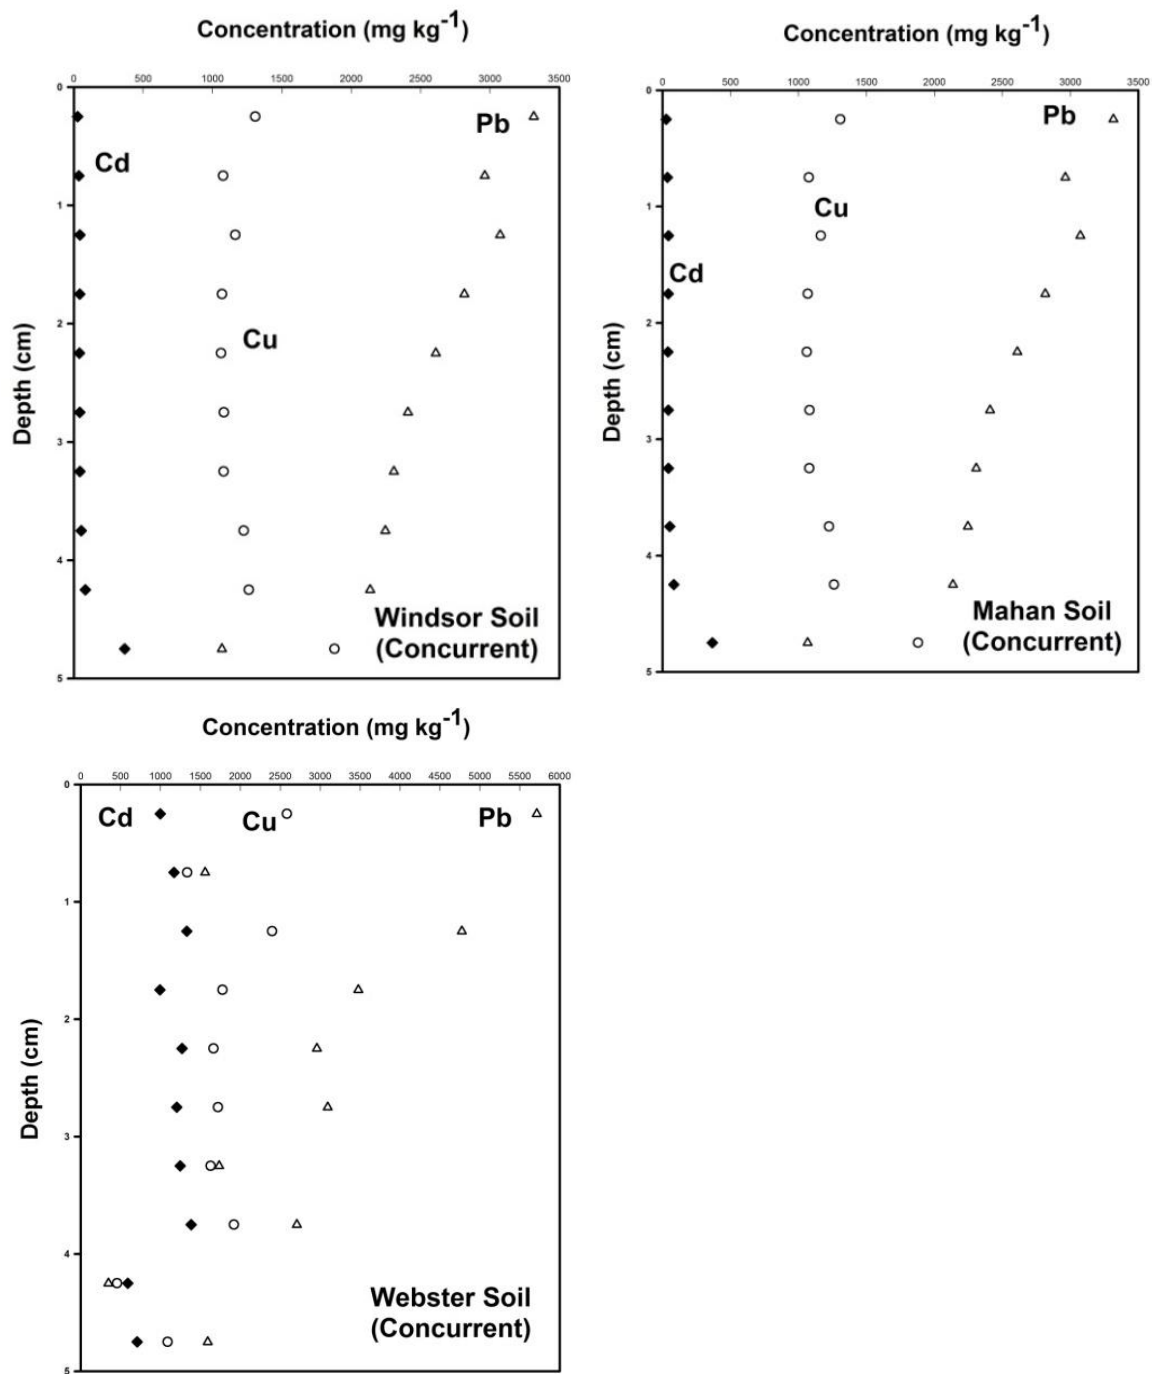 Concentration (mg kg-1)
0 500 1000 1500 2000 2500 3000 3500
0
1
2
3
4
5
Depth (cm)
Pb
Cd
Cu
Windsor Soil
(Concurrent)
Concentration (mg kg-1)
0 500 1000 1500 2000 2500 3000 3500
0
1
2
3
4
5
Depth (cm)
Pb
Cu
Cd
Mahan Soil
(Concurrent)
Concentration (mg kg-1)
0 500 1000 1500 2000 2500 3000 3500 4000 4500 5000 5500 6000
0
1
2
3
4
5
Depth (cm)
Cd Cu Pb
Webster Soil
(Concurrent)